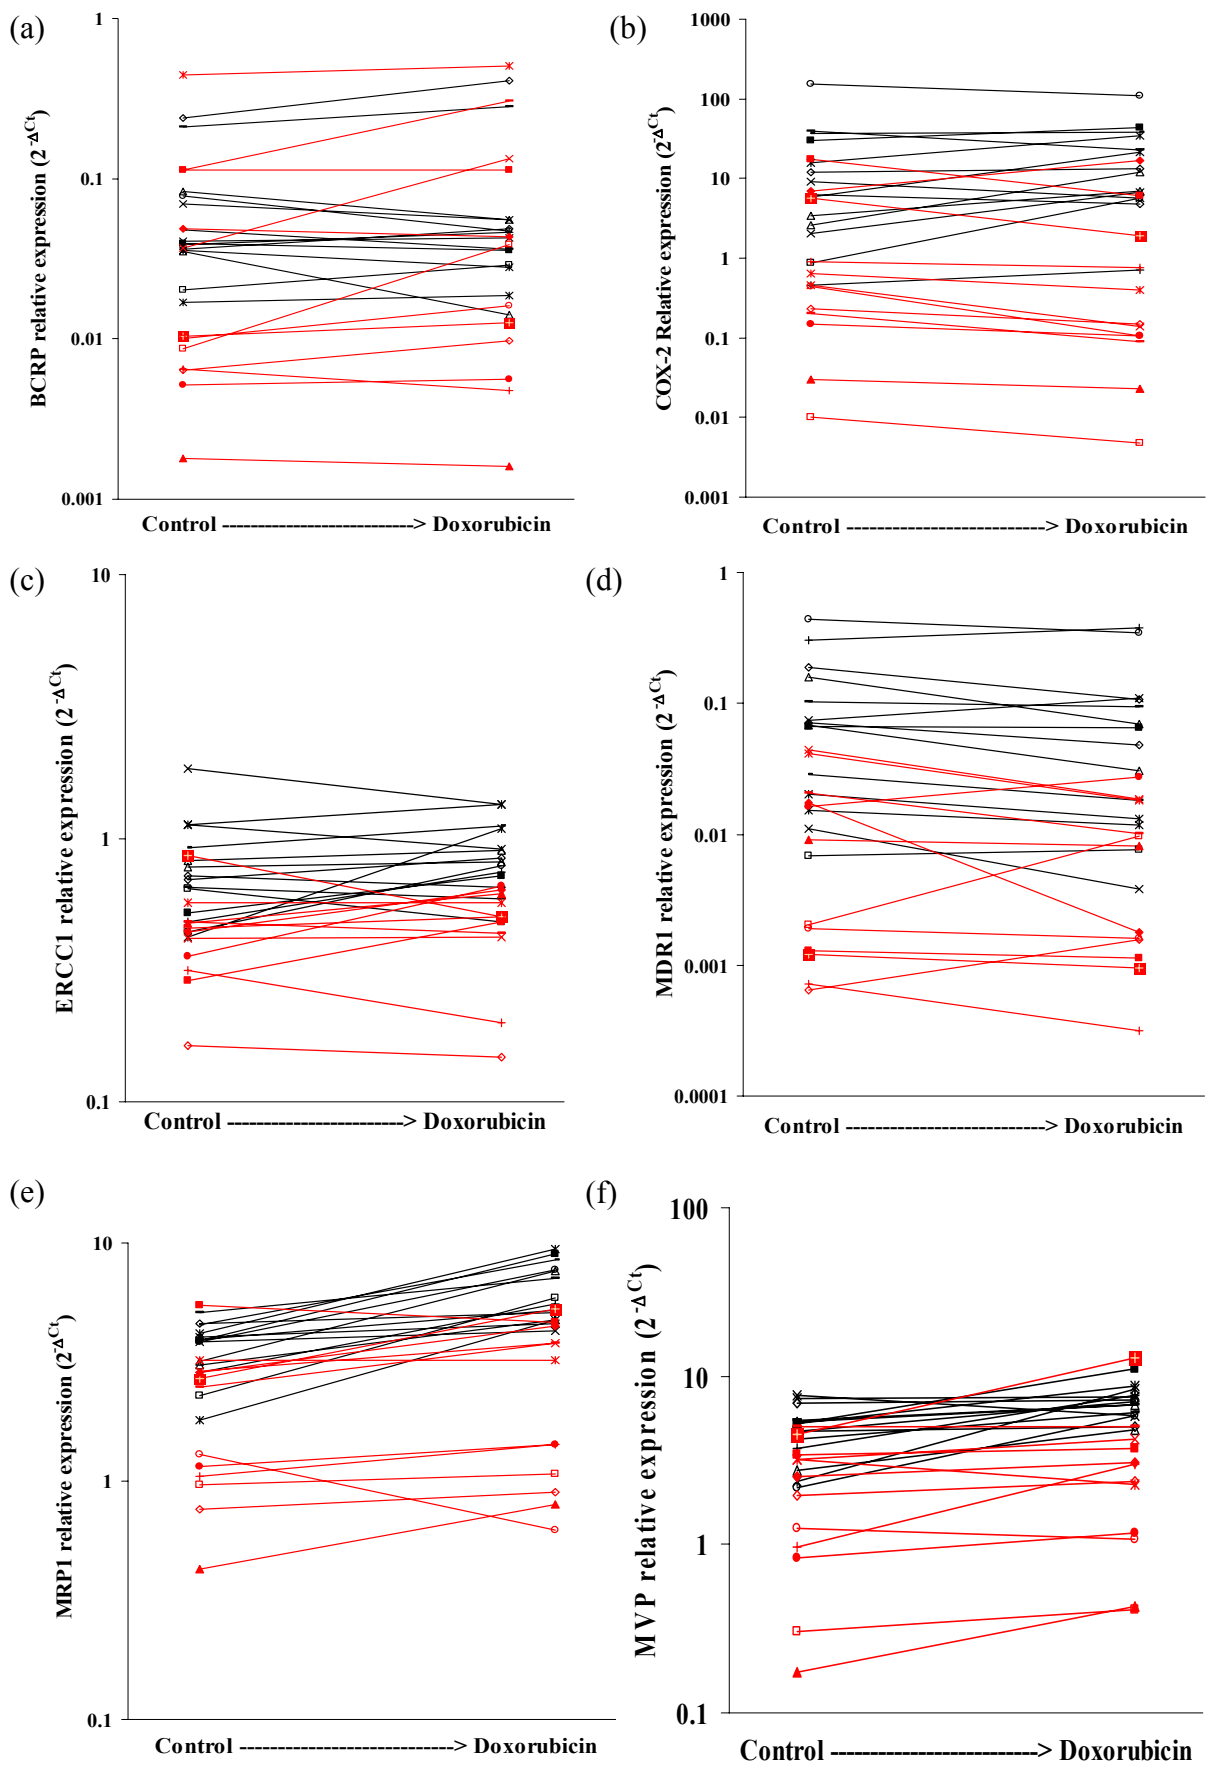 (a)
1
0.1
0.01
0.001
BCRP relative expression (2^-ΔCt)
Control ---------------------------> Doxorubicin
(b)
1000
100
10
1
0.1
0.01
0.001
COX-2 Relative expression (2^-ΔCt)
Control ---------------------------> Doxorubicin
(c)
10
1
0.1
ERCC1 relative expression (2^-ΔCt)
Control -------------------------> Doxorubicin
(d)
1
0.1
0.01
0.001
0.0001
MDR1 relative expression (2^-ΔCt)
Control ---------------------------> Doxorubicin
(e)
10
1
0.1
MRP1 relative expression (2^-ΔCt)
Control ---------------------------> Doxorubicin
(f)
100
10
1
0.1
MVP relative expression (2^-ΔCt)
Control -------------------------> Doxorubicin